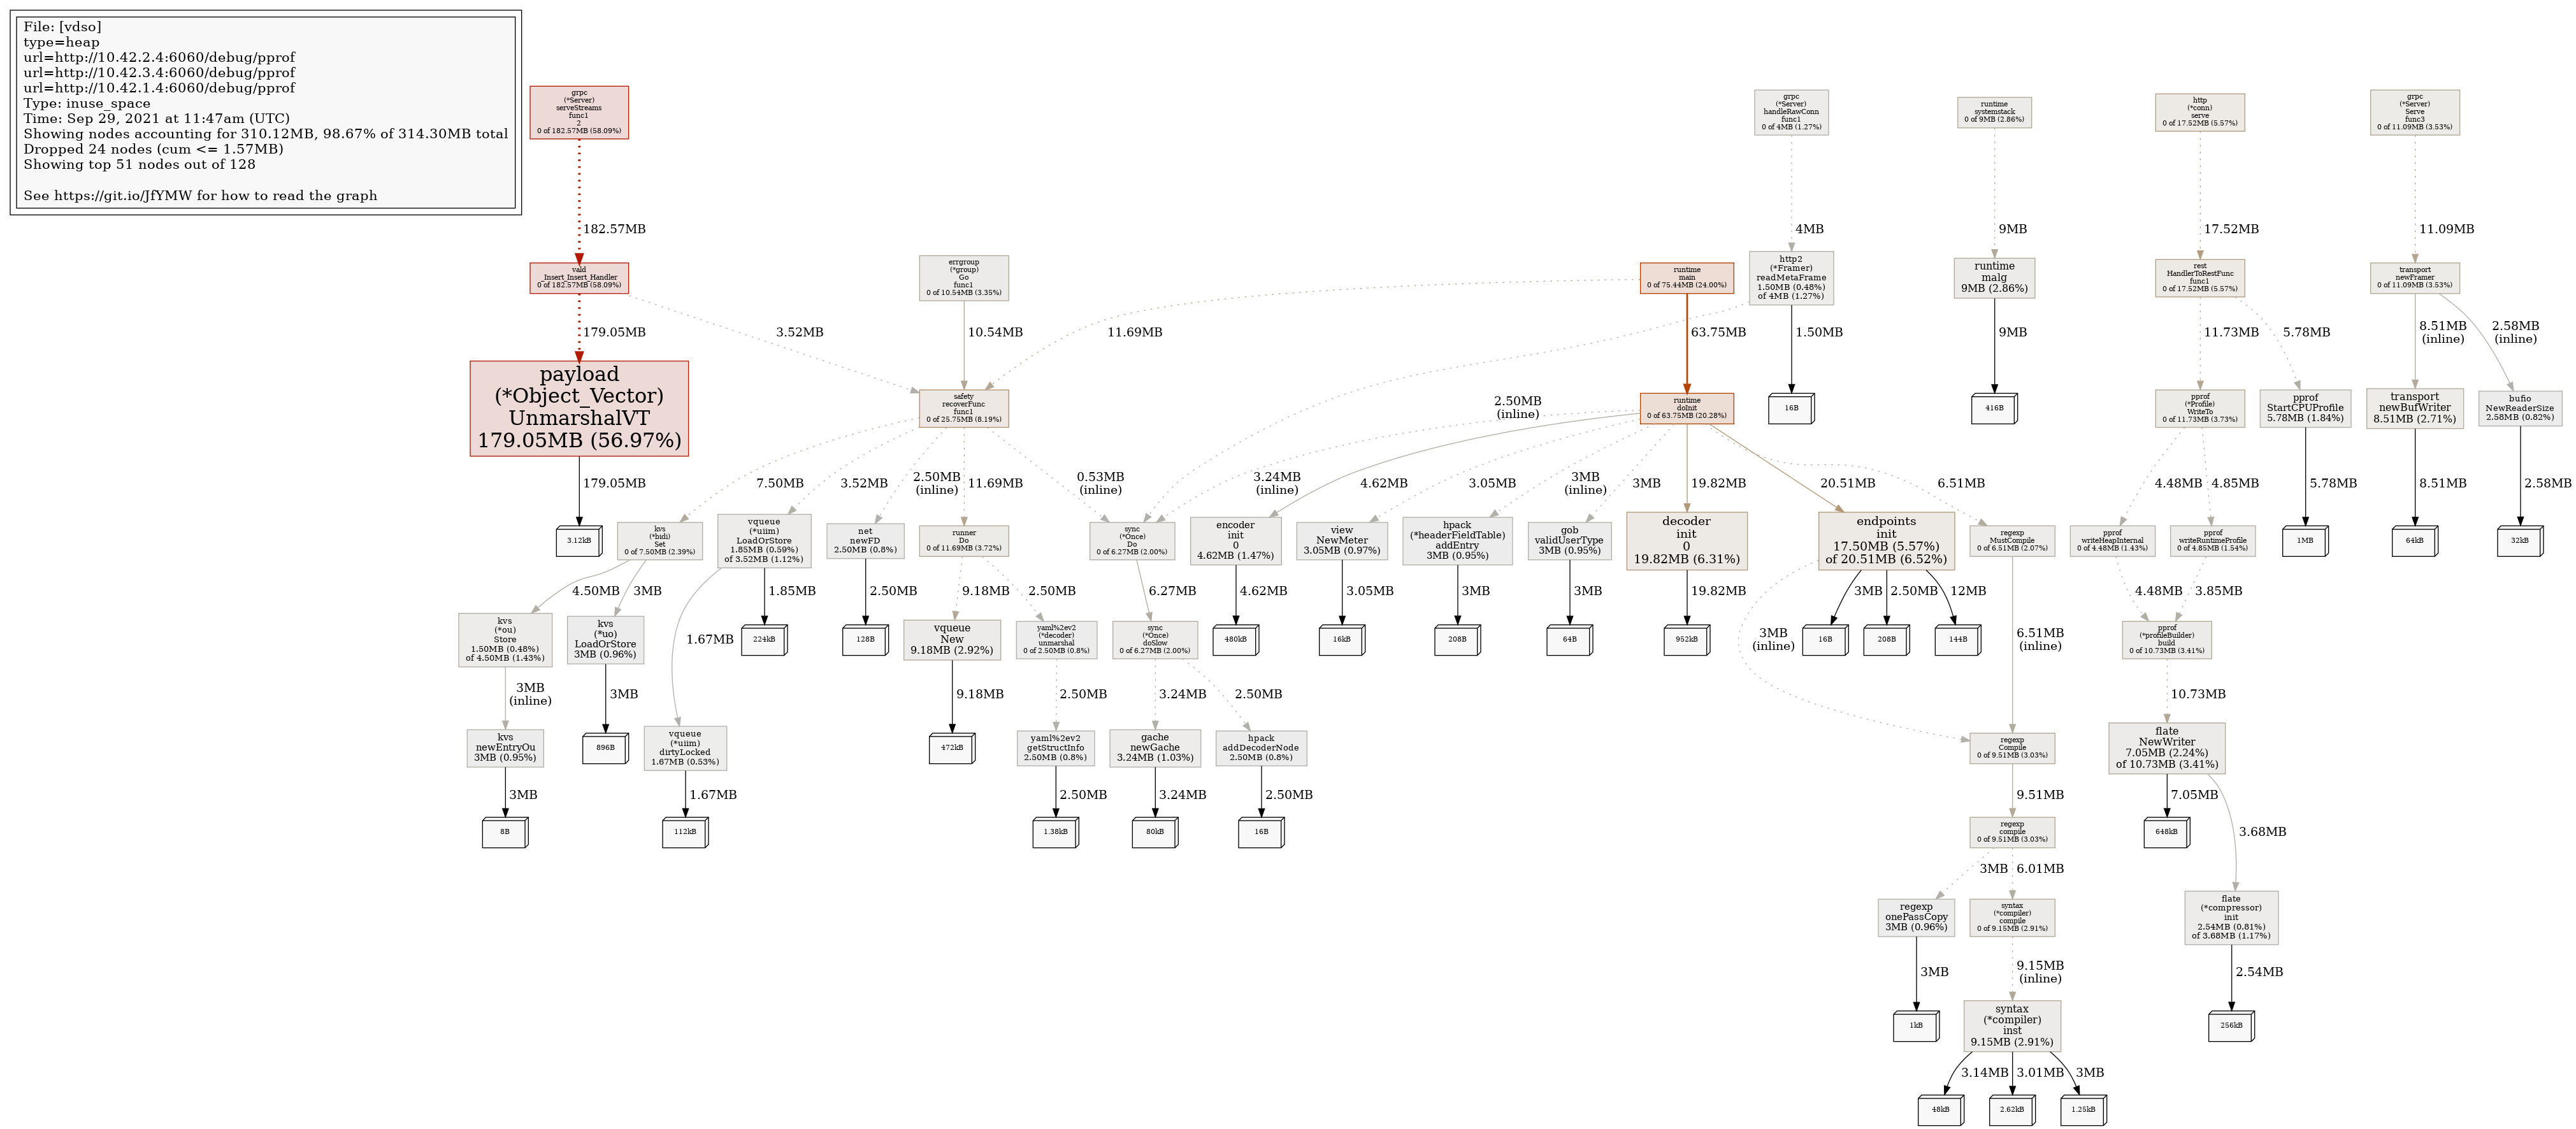 File: [vdso]
type=heap
url=http://10.42.2.4:6060/debug/pprof
url=http://10.42.3.4:6060/debug/pprof
url=http://10.42.1.4:6060/debug/pprof
Type: inuse_space
Time: Sep 29, 2021 at 11:47am (UTC)
Showing nodes accounting for 310.12MB, 98.67% of 314.30MB total
Dropped 24 nodes (cum <= 1.57MB)
Showing top 51 nodes out of 128
See https://git.io/JfYMW for how to read the graph
grpc
(*Server)
serveStreams
func1
2
0 of 182.57MB (58.09%)
grpc
(*Server)
handleRawConn
func1
0 of 4MB (1.27%)
runtime
systemstack
0 of 9MB (2.86%)
http
(*conn)
serve
0 of 17.52MB (5.57%)
grpc
(*Server)
Serve
func3
0 of 11.09MB (3.53%)
182.57MB
4MB
9MB
17.52MB
11.09MB
vald
_Insert_Insert_Handler
0 of 182.57MB (58.09%)
errgroup
(*group)
Go
func1
0 of 10.54MB (3.35%)
runtime
main
0 of 75.44MB (24.00%)
http2
(*Framer)
readMetaFrame
1.50MB (0.48%)
of 4MB (1.27%)
runtime
malg
9MB (2.86%)
rest
HandlerToRestFunc
func1
0 of 17.52MB (5.57%)
transport
newFramer
0 of 11.09MB (3.53%)
179.05MB
3.52MB
10.54MB
11.69MB
63.75MB
1.50MB
9MB
11.73MB
5.78MB
8.51MB
(inline)
2.58MB
(inline)
payload
(*Object_Vector)
UnmarshalVT
179.05MB (56.97%)
safety
recoverFunc
func1
0 of 25.75MB (8.19%)
2.50MB
(inline)
runtime
doInit
0 of 63.75MB (20.28%)
16B
416B
pprof
(*Profile)
WriteTo
0 of 11.73MB (3.73%)
pprof
StartCPUProfile
5.78MB (1.84%)
transport
newBufWriter
8.51MB (2.71%)
bufio
NewReaderSize
2.58MB (0.82%)
179.05MB
7.50MB
3.52MB
2.50MB
(inline)
11.69MB
0.53MB
(inline)
3.24MB
(inline)
4.62MB
3.05MB
3MB
(inline)
3MB
19.82MB
20.51MB
6.51MB
4.48MB
4.85MB
5.78MB
8.51MB
2.58MB
3.12kB
kvs
(*bidi)
Set
0 of 7.50MB (2.39%)
vqueue
(*uiim)
LoadOrStore
1.85MB (0.59%)
of 3.52MB (1.12%)
net
newFD
2.50MB (0.8%)
runner
Do
0 of 11.69MB (3.72%)
sync
(*Once)
Do
0 of 6.27MB (2.00%)
encoder
init
0
4.62MB (1.47%)
view
NewMeter
3.05MB (0.97%)
hpack
(*headerFieldTable)
addEntry
3MB (0.95%)
gob
validUserType
3MB (0.95%)
decoder
init
0
19.82MB (6.31%)
endpoints
init
17.50MB (5.57%)
of 20.51MB (6.52%)
regexp
MustCompile
0 of 6.51MB (2.07%)
pprof
writeHeapInternal
0 of 4.48MB (1.43%)
pprof
writeRuntimeProfile
0 of 4.85MB (1.54%)
1MB
64kB
32kB
4.50MB
3MB
1.67MB
1.85MB
2.50MB
9.18MB
2.50MB
6.27MB
4.62MB
3.05MB
3MB
3MB
19.82MB
3MB
(inline)
3MB
2.50MB
12MB
6.51MB
(inline)
4.48MB
3.85MB
kvs
(*ou)
Store
1.50MB (0.48%)
of 4.50MB (1.43%)
kvs
(*uo)
LoadOrStore
3MB (0.96%)
224kB
128B
vqueue
New
9.18MB (2.92%)
yaml%2ev2
(*decoder)
unmarshal
0 of 2.50MB (0.8%)
sync
(*Once)
doSlow
0 of 6.27MB (2.00%)
480kB
16kB
208B
64B
952kB
16B
208B
144B
pprof
(*profileBuilder)
build
0 of 10.73MB (3.41%)
3MB
(inline)
3MB
9.18MB
2.50MB
3.24MB
2.50MB
10.73MB
kvs
newEntryOu
3MB (0.95%)
896B
vqueue
(*uiim)
dirtyLocked
1.67MB (0.53%)
472kB
yaml%2ev2
getStructInfo
2.50MB (0.8%)
gache
newGache
3.24MB (1.03%)
hpack
addDecoderNode
2.50MB (0.8%)
regexp
Compile
0 of 9.51MB (3.03%)
flate
NewWriter
7.05MB (2.24%)
of 10.73MB (3.41%)
3MB
1.67MB
2.50MB
3.24MB
2.50MB
9.51MB
7.05MB
3.68MB
8B
112kB
1.38kB
80kB
16B
regexp
compile
0 of 9.51MB (3.03%)
648kB
3MB
6.01MB
regexp
onePassCopy
3MB (0.96%)
syntax
(*compiler)
compile
0 of 9.15MB (2.91%)
flate
(*compressor)
init
2.54MB (0.81%)
of 3.68MB (1.17%)
3MB
9.15MB
(inline)
2.54MB
1kB
syntax
(*compiler)
inst
9.15MB (2.91%)
256kB
3.14MB
3.01MB
3MB
48kB
2.62kB
1.25kB